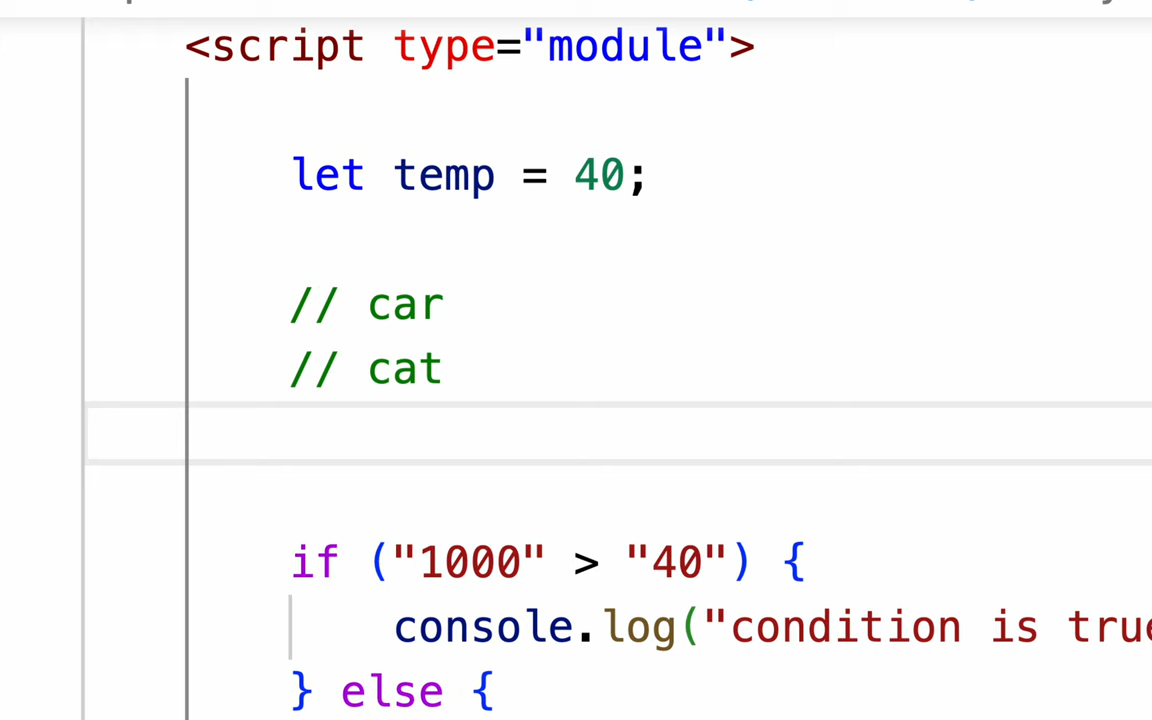 <script type="module">
let temp = 40;
// car
// cat
if ("1000" > "40") {
console.log("condition is true
} else {